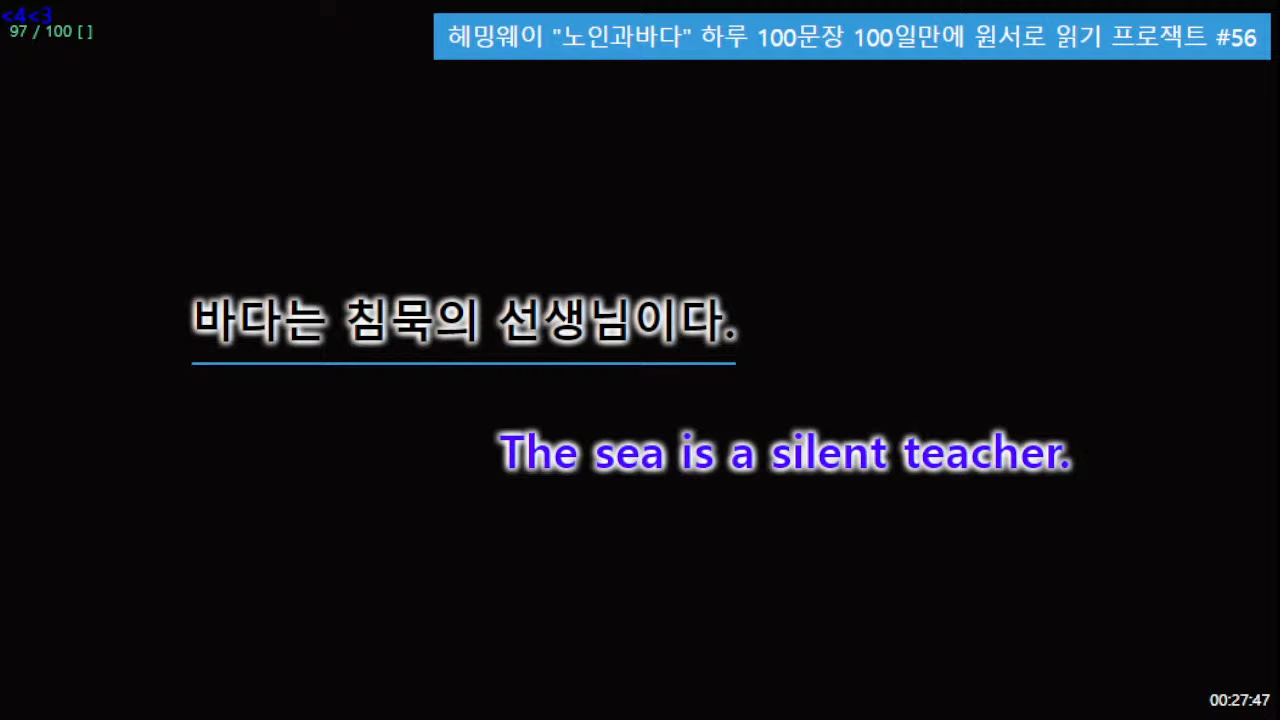 <4<3
97 / 100 [ ]
헤밍웨이 "노인과바다" 하루 100문장 100일만에 원서로 읽기 프로잭트 #56
바다는 침묵의 선생님이다.
The sea is a silent teacher.
00:27:47